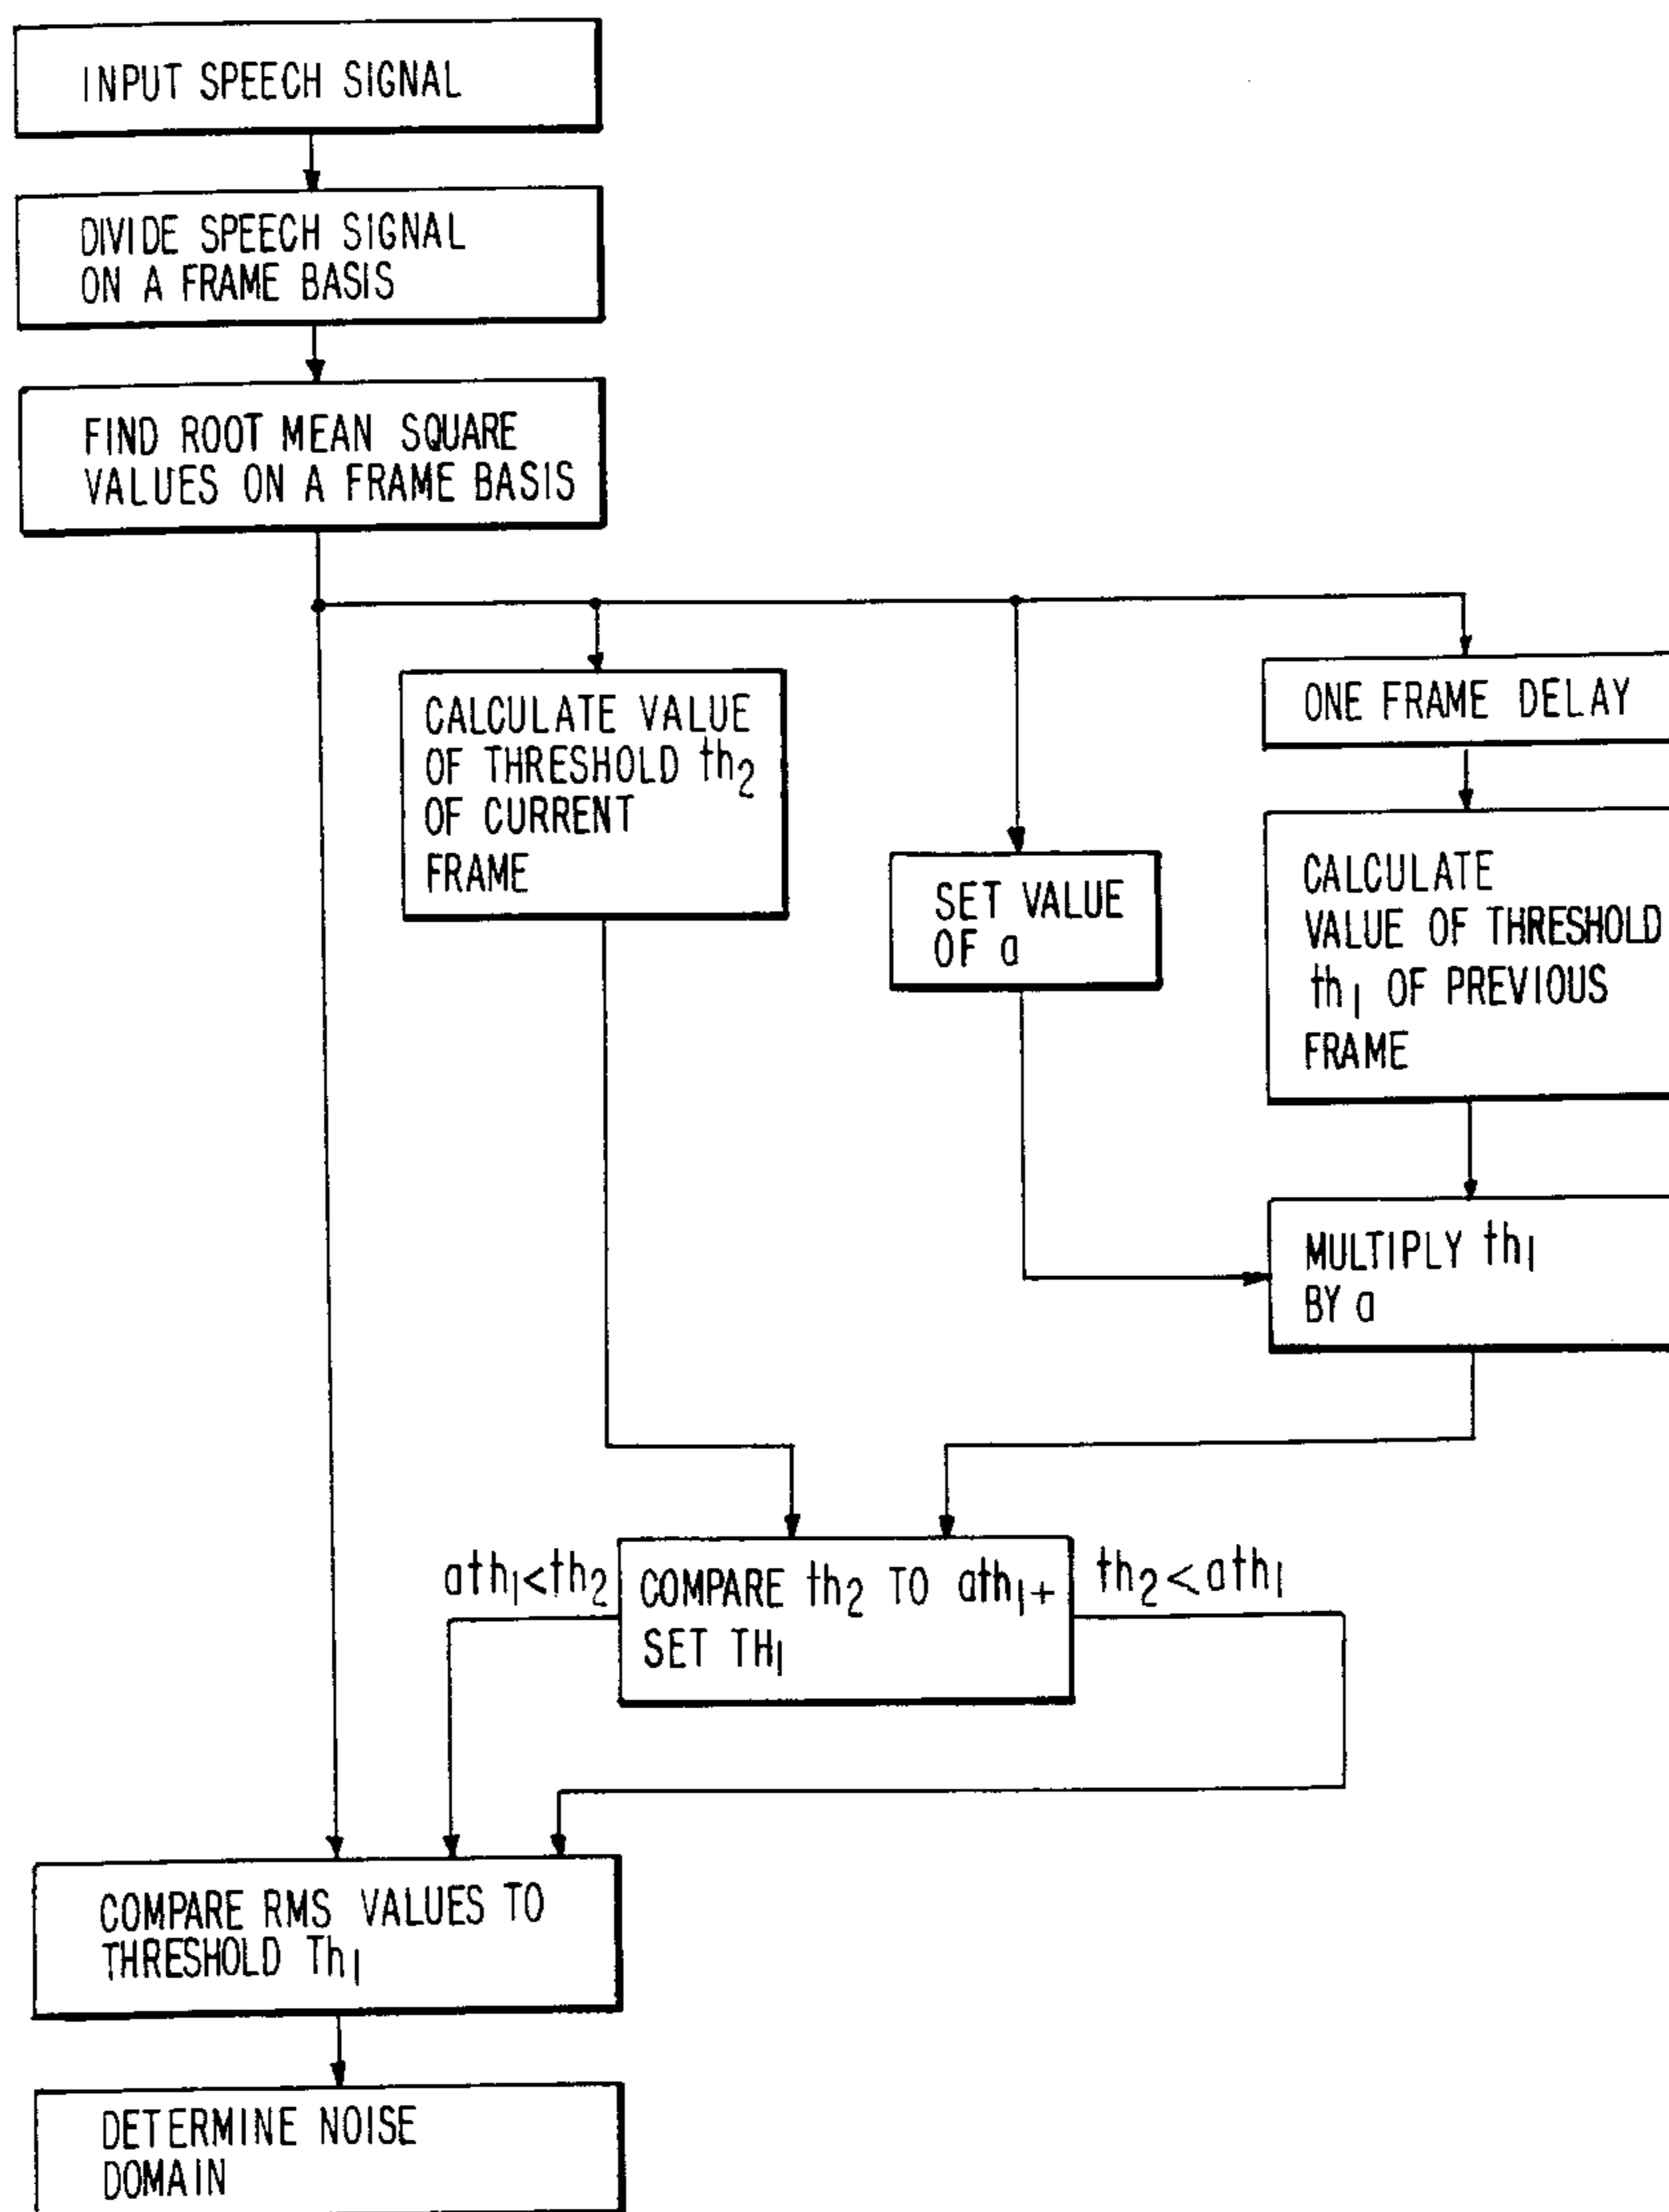 INPUT SPEECH SIGNAL
DIVIDE SPEECH SIGNAL
ON A FRAME BASIS
FIND ROOT MEAN SQUARE
VALUES ON A FRAME BASIS
CALCULATE VALUE
OF THRESHOLD th₂
OF CURRENT
FRAME
SET VALUE
OF a
ONE FRAME DELAY
CALCULATE
VALUE OF THRESHOLD
th₁ OF PREVIOUS
FRAME
MULTIPLY th₁
BY a
ath₁<th₂
COMPARE th₂ TO ath₁+
SET TH₁
th₂<ath₁
COMPARE RMS VALUES TO
THRESHOLD Th₁
DETERMINE NOISE
DOMAIN